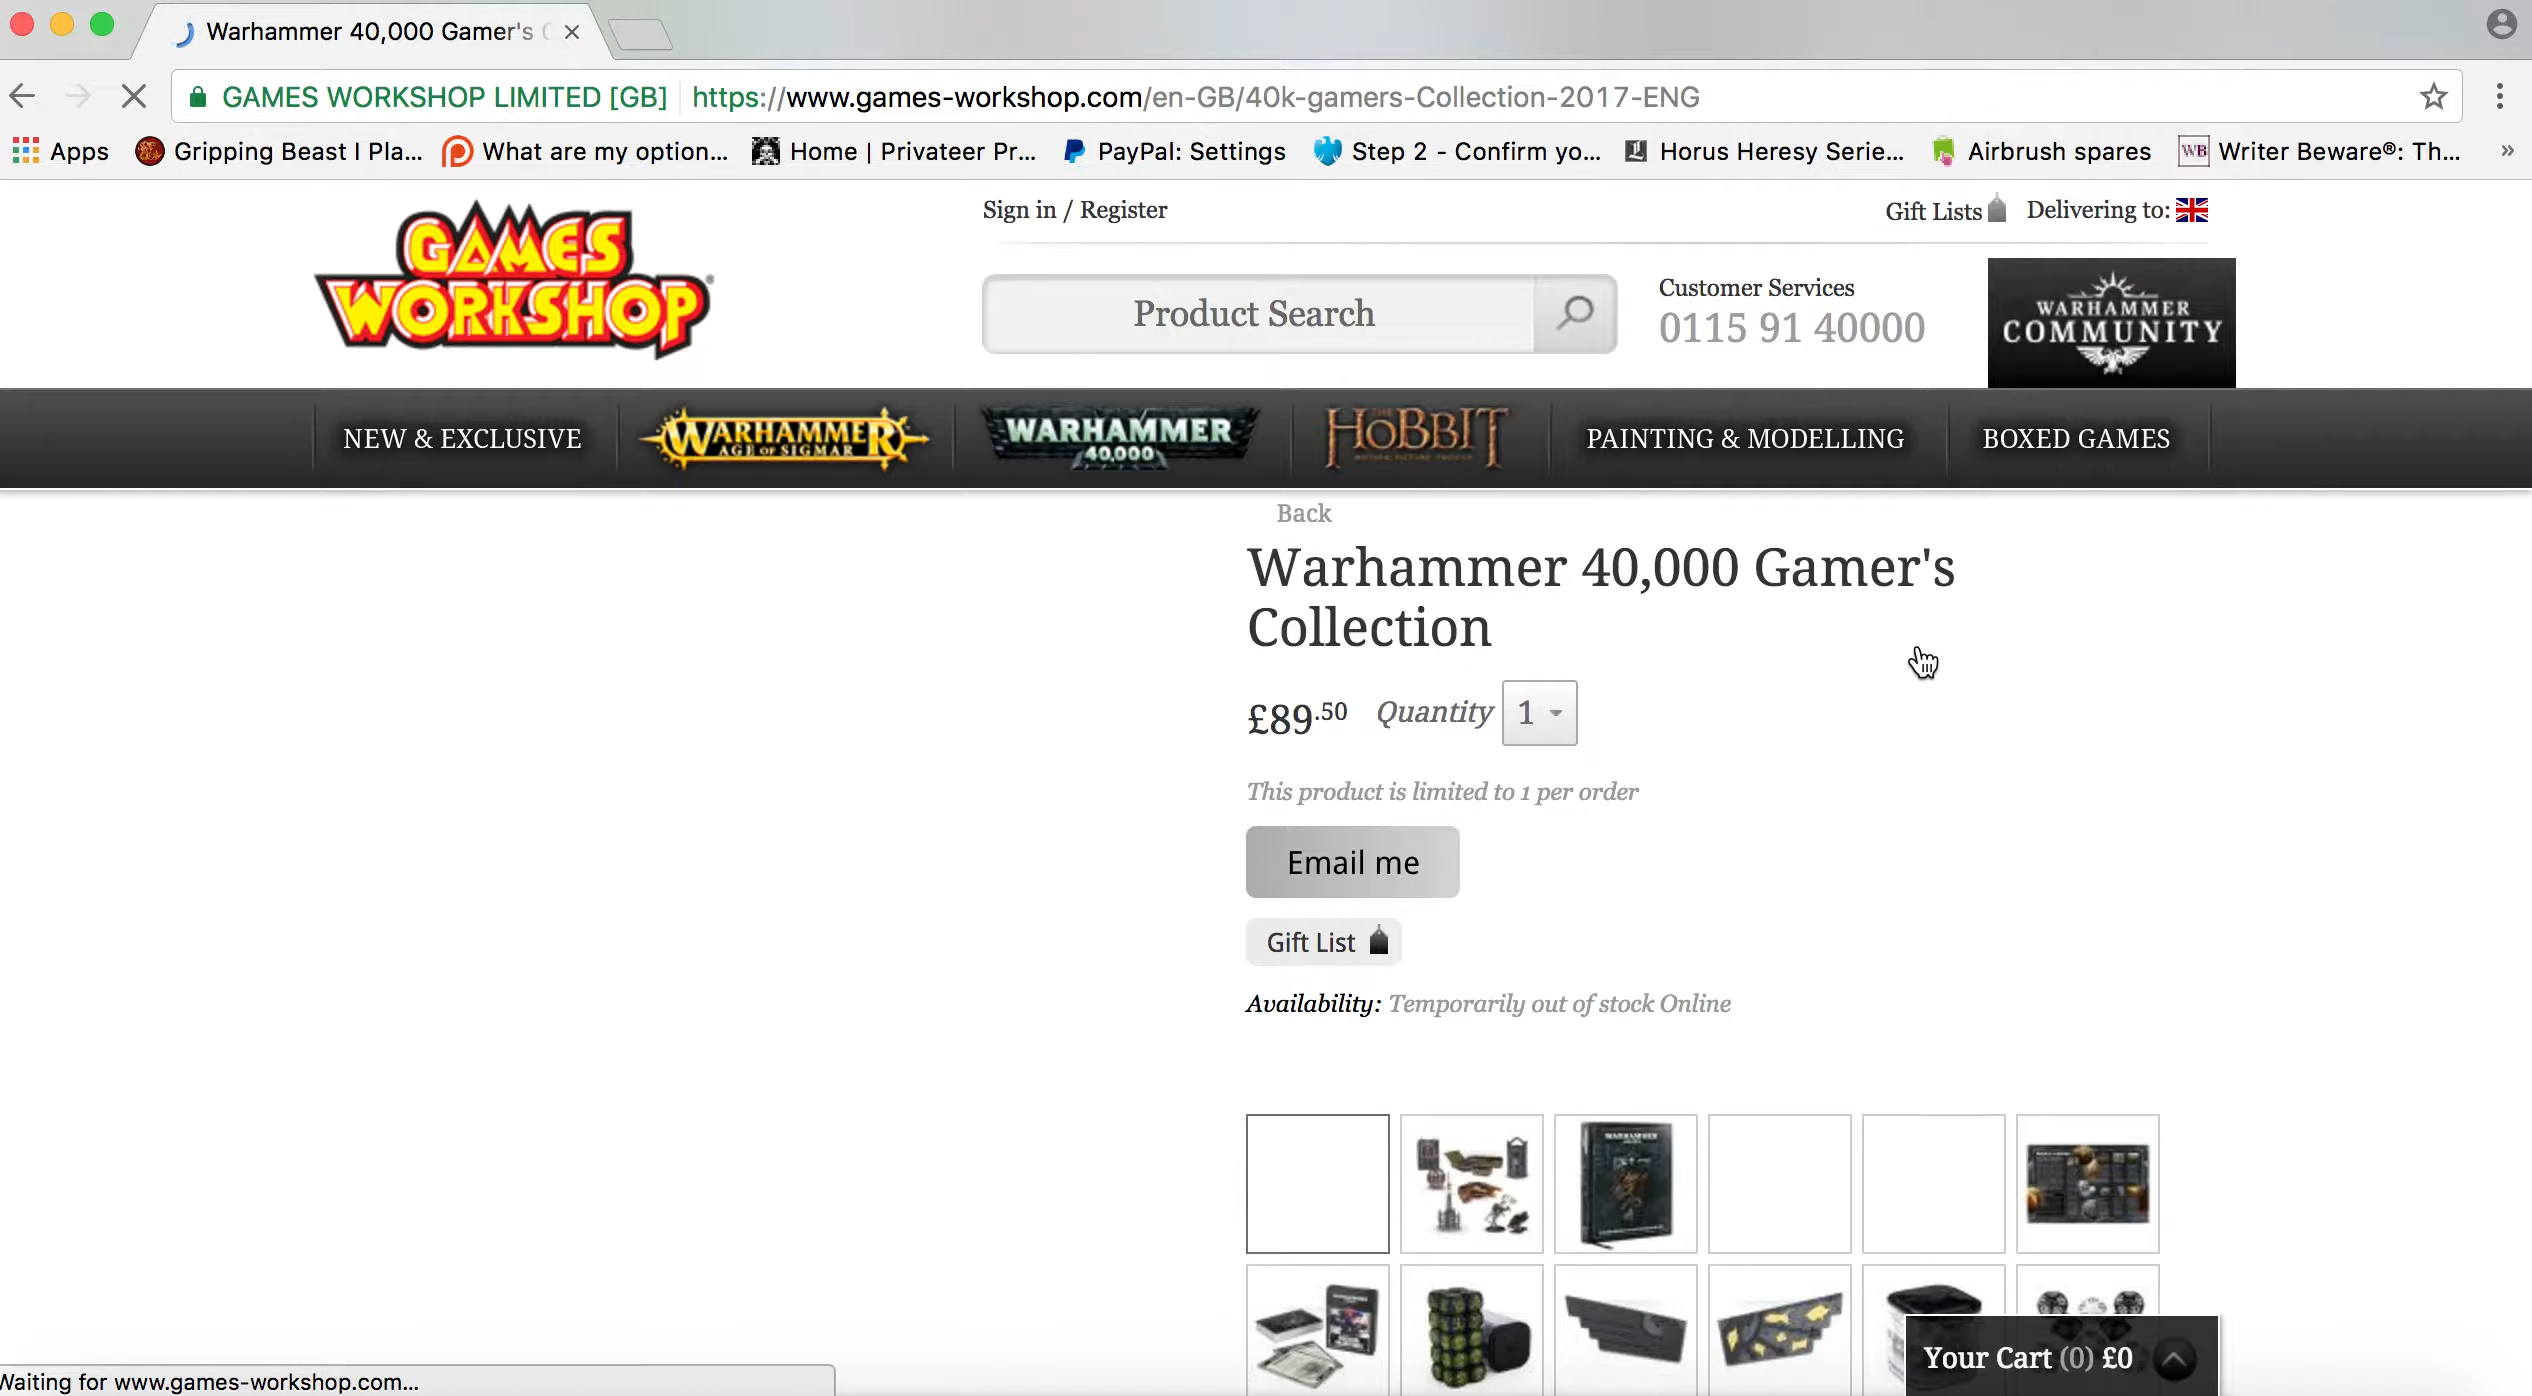 Warhammer 40,000 Gamer's
GAMES WORKSHOP LIMITED [GB] https://www.games-workshop.com/en-GB/40k-gamers-Collection-2017-ENG
Apps Gripping Beast I Pla... What are my option... Home | Privateer Pr... PayPal: Settings Step 2 - Confirm yo... Horus Heresy Serie... WB Airbrush spares Writer Beware®: Th... »
GAMES
WORKSHOP®
Sign in / Register
Gift Lists Delivering to:
Product Search
Customer Services
0115 91 40000
WARHAMMER
COMMUNITY
NEW & EXCLUSIVE
WARHAMMER
AGE OF SIGMAR
WARHAMMER
40,000
THE
HOBBIT
PAINTING & MODELLING
BOXED GAMES
Back
Warhammer 40,000 Gamer's
Collection
£89.50 Quantity 1
This product is limited to 1 per order
Email me
Gift List
Availability: Temporarily out of stock Online
WARHAMMER
Your Cart (0) £0
Waiting for www.games-workshop.com...